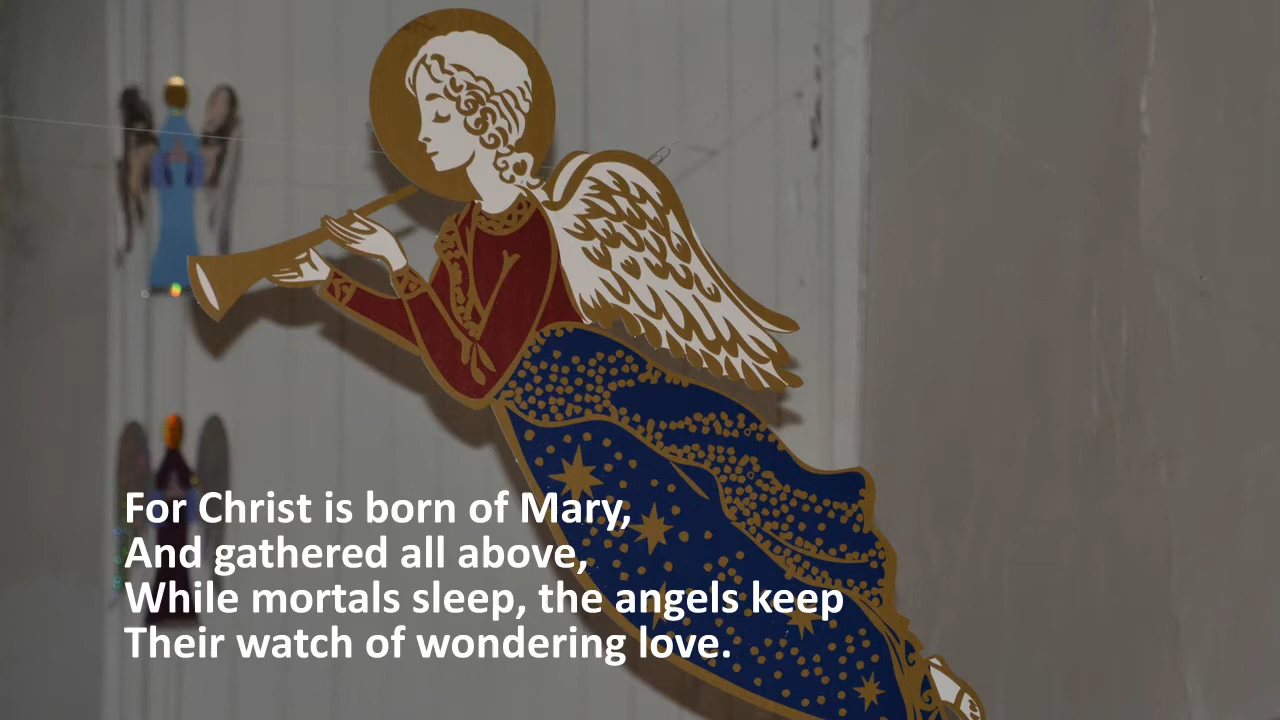 For Christ is born of Mary,
And gathered all above,
While mortals sleep, the angels keep
Their watch of wondering love.